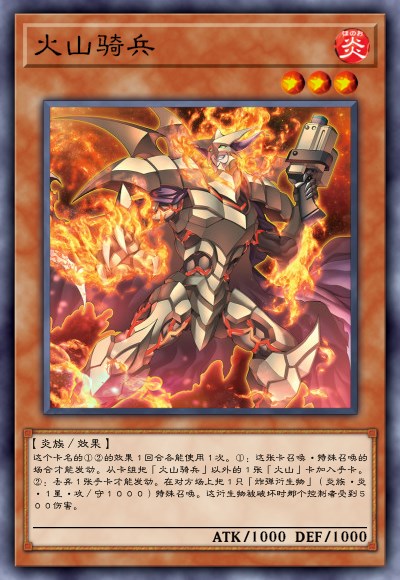 火山骑兵
ほのお
炎
【炎族／效果】
这个卡名的①②的效果1回合各能使用1次。①：这张卡召唤·特殊召唤的
场合才能发动。从卡组把「火山骑兵」以外的1张「火山」卡加入手卡。
②：丢弃1张手卡才能发动。在对方场上把1只「炸弹衍生物」（炎族·炎
·1星·攻／守1000）特殊召唤。这衍生物被破坏时那个控制者受到5
00伤害。
ATK/1000 DEF/1000